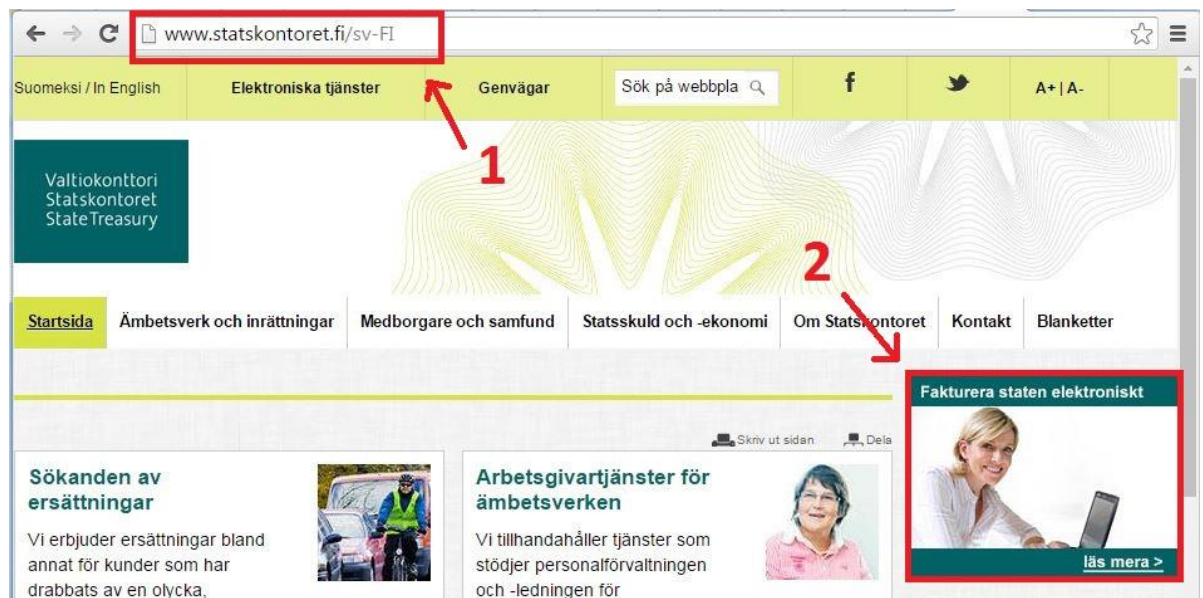 www.statskontoret.fi/sv-FI
Suomeksi / In English
Elektroniska tjänster
Genvägar
Sök på webbpla
f
A+ | A-
1
Valtiokonttori
Statskontoret
State Treasury
2
Startsida
Ämbetsverk och inrättningar
Medborgare och samfund
Statsskuld och -ekonomi
Om Statskontoret
Kontakt
Blanketter
Fakturera staten elektroniskt
läs mera >
Skriv ut sidan
Dela
Sökanden av
ersättningar
Vi erbjuder ersättningar bland
annat för kunder som har
drabbats av en olycka,
Arbetsgivartjänster för
ämbetsverken
Vi tillhandahåller tjänster som
stödjer personalförvaltningen
och -ledningen för